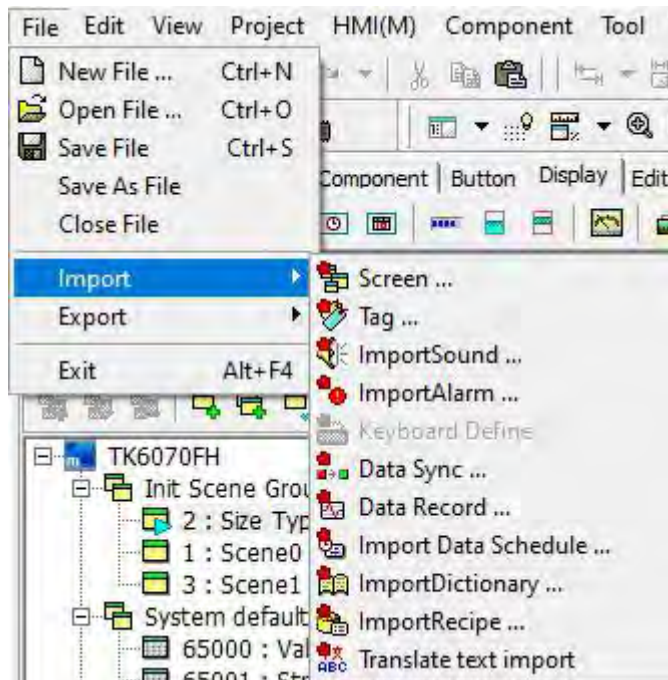 File Edit View Project HMI(M) Component Tool
New File ... Ctrl+N
Open File ... Ctrl+O
Save File Ctrl+S
Save As File
Close File
Component Button Display Edit
Import
Export
Exit Alt+F4
Screen ...
Tag ...
ImportSound ...
ImportAlarm ...
Keyboard Define
Data Sync ...
Data Record ...
Import Data Schedule ...
ImportDictionary ...
ImportRecipe ...
ABC Translate text import
TK6070FH
Init Scene Grou
2 : Size Typ
1 : Scene0
3 : Scene1
System default
65000 : Val
65001 : Str